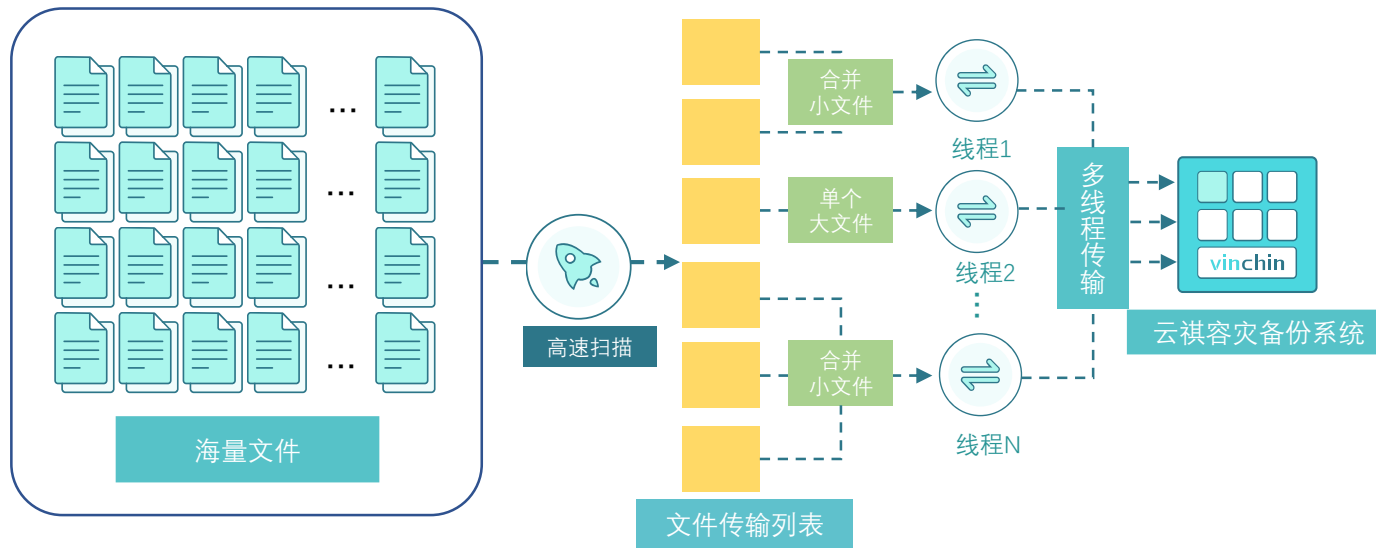 ...
...
...
...
海量文件
高速扫描
文件传输列表
合并
小文件
单个
大文件
合并
小文件
线程1
线程2
线程N
多线程传输
vinchin
云祺容灾备份系统